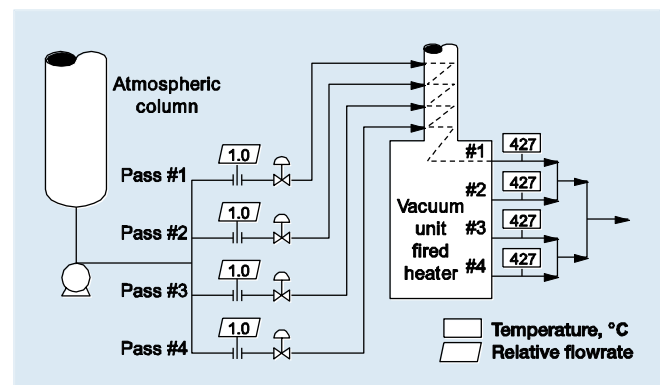 Atmospheric
column
Pass #1
1.0
Pass #2
1.0
Pass #3
1.0
Pass #4
1.0
#1
427
#2
427
Vacuum
unit
fired
heater
#3
427
#4
427
Temperature, °C
Relative flowrate